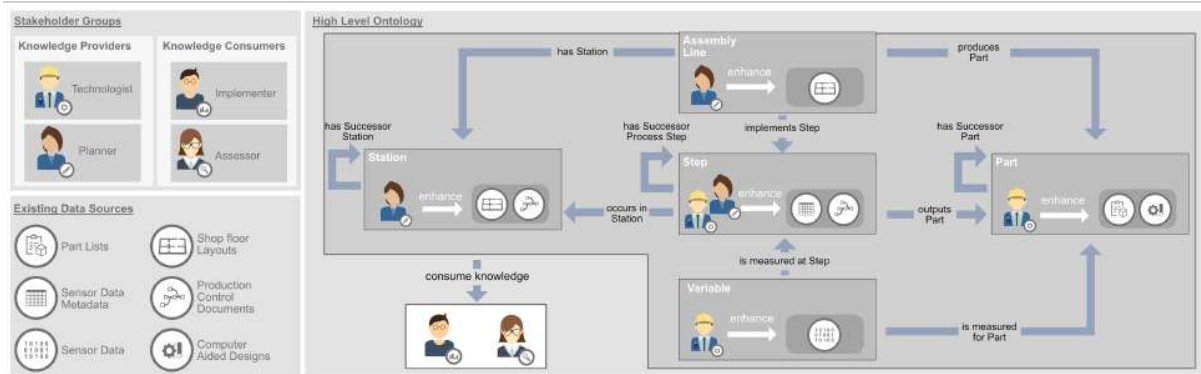 Stakeholder Groups
Knowledge Providers
Knowledge Consumers
Technologist
Implementer
Planner
Assessor
Existing Data Sources
Part Lists
Shop floor
Layouts
Sensor Data
Metadata
Production
Control
Documents
Sensor Data
Computer
Aided Designs
High Level Ontology
Assembly
Line
enhance
has Station
produces
Part
implements Step
has Successor
Station
Station
enhance
has Successor
Process Step
Step
enhance
has Successor
Part
Part
enhance
occurs in
Station
outputs
Part
is measured at Step
consume knowledge
Variable
enhance
is measured
for Part